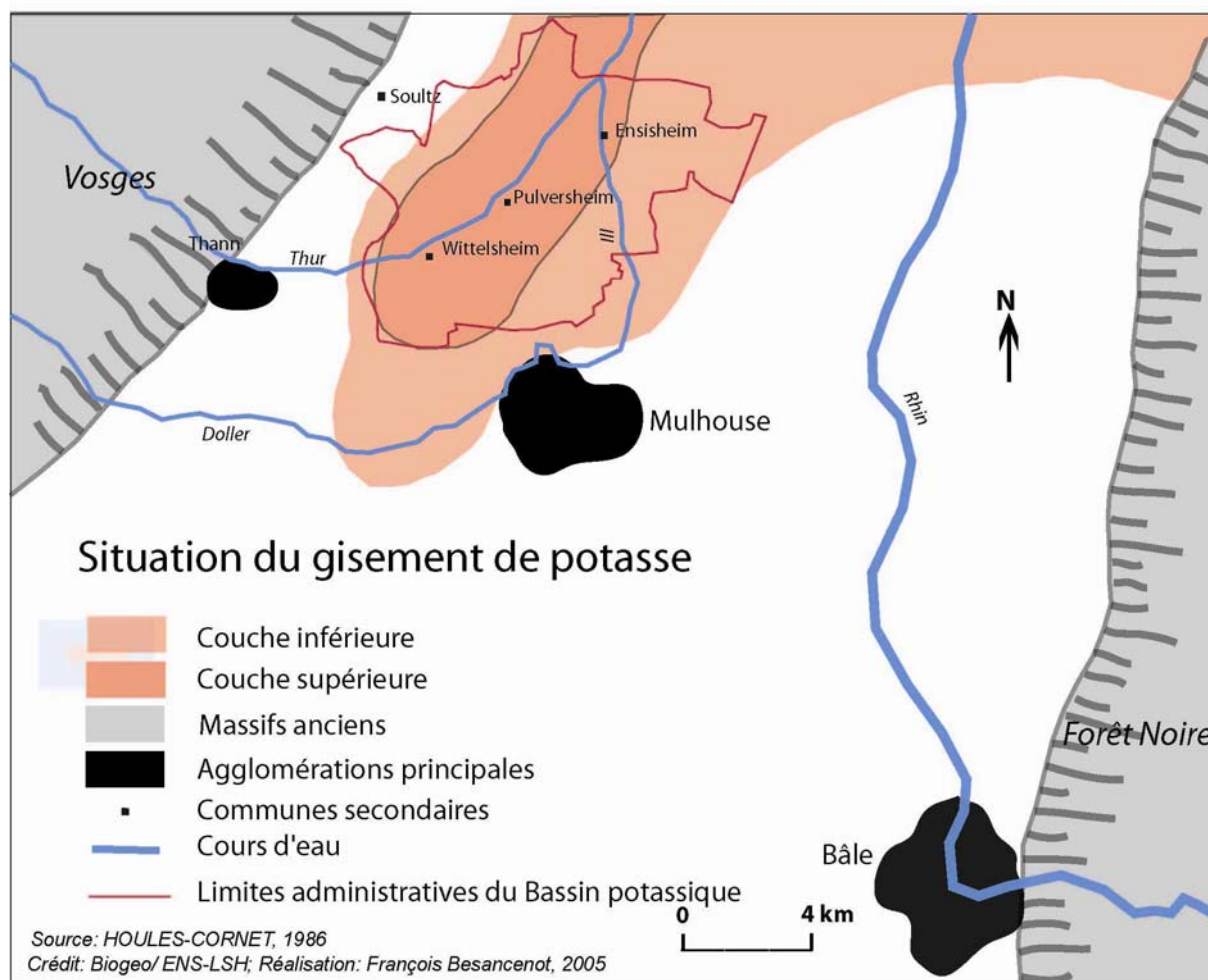 Soultz
Ensisheim
Vosges
Pulversheim
Thann
Thur
Wittelsheim
N
Rhin
Mulhouse
Doller
Situation du gisement de potasse
Couche inférieure
Couche supérieure
Massifs anciens
Forêt Noire
Agglomérations principales
Communes secondaires
Cours d'eau
Bâle
Limites administratives du Bassin potassique
0 4 km
Source: HOULES-CORNET, 1986
Crédit: Biogeo/ ENS-LSH; Réalisation: François Besancenot, 2005